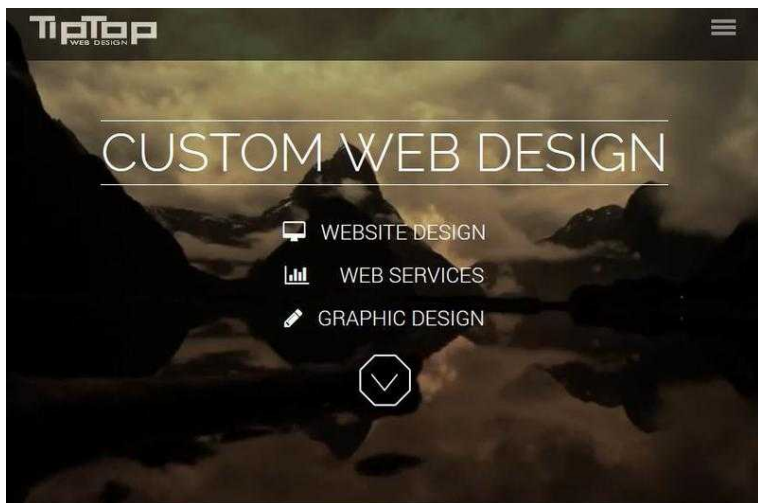 TipTop
WEB DESIGN
CUSTOM WEB DESIGN
WEBSITE DESIGN
WEB SERVICES
GRAPHIC DESIGN